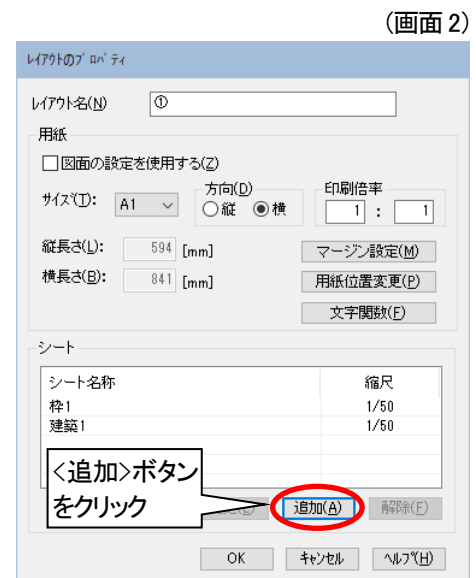 (画面2)
レイアウトのプロパティ
レイアウト名(N) ①
用紙
図面の設定を使用する(Z)
サイズ(T): A1 方向(D) 縦 横 印刷倍率 1 : 1
縦長さ(L): 594 [mm] マージン設定(M)
横長さ(B): 841 [mm] 用紙位置変更(P)
文字関数(F)
シート
シート名称 縮尺
枠1 1/50
建築1 1/50
<追加>ボタン
をクリック
追加(A) 解除(F)
OK キャンセル ヘルプ(H)